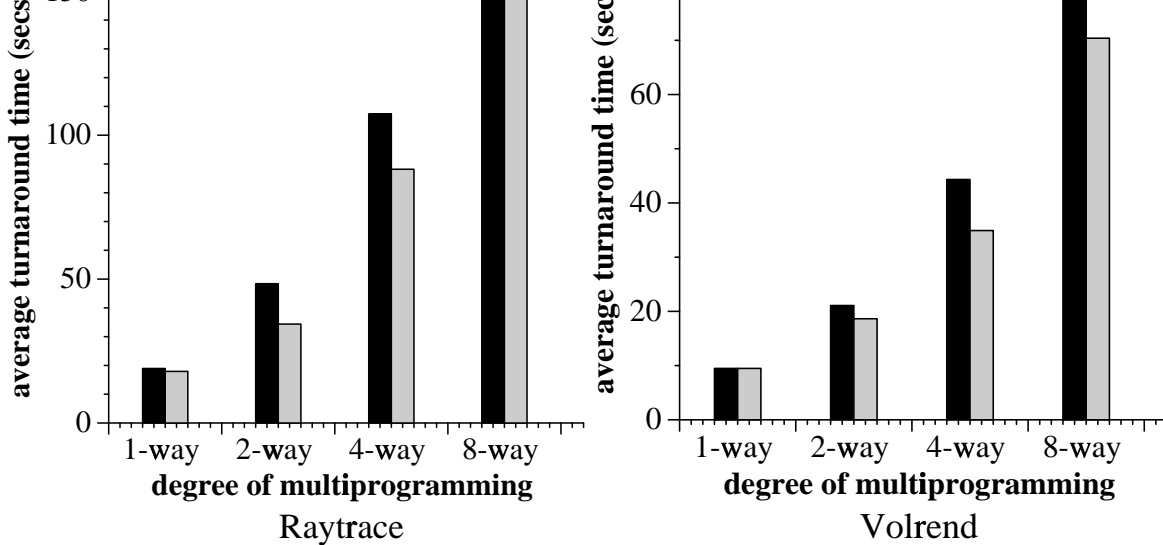 average turnaround time (secs
100
50
0
1-way 2-way 4-way 8-way
degree of multiprogramming
Raytrace
average turnaround time (sec
60
40
20
0
1-way 2-way 4-way 8-way
degree of multiprogramming
Volrend